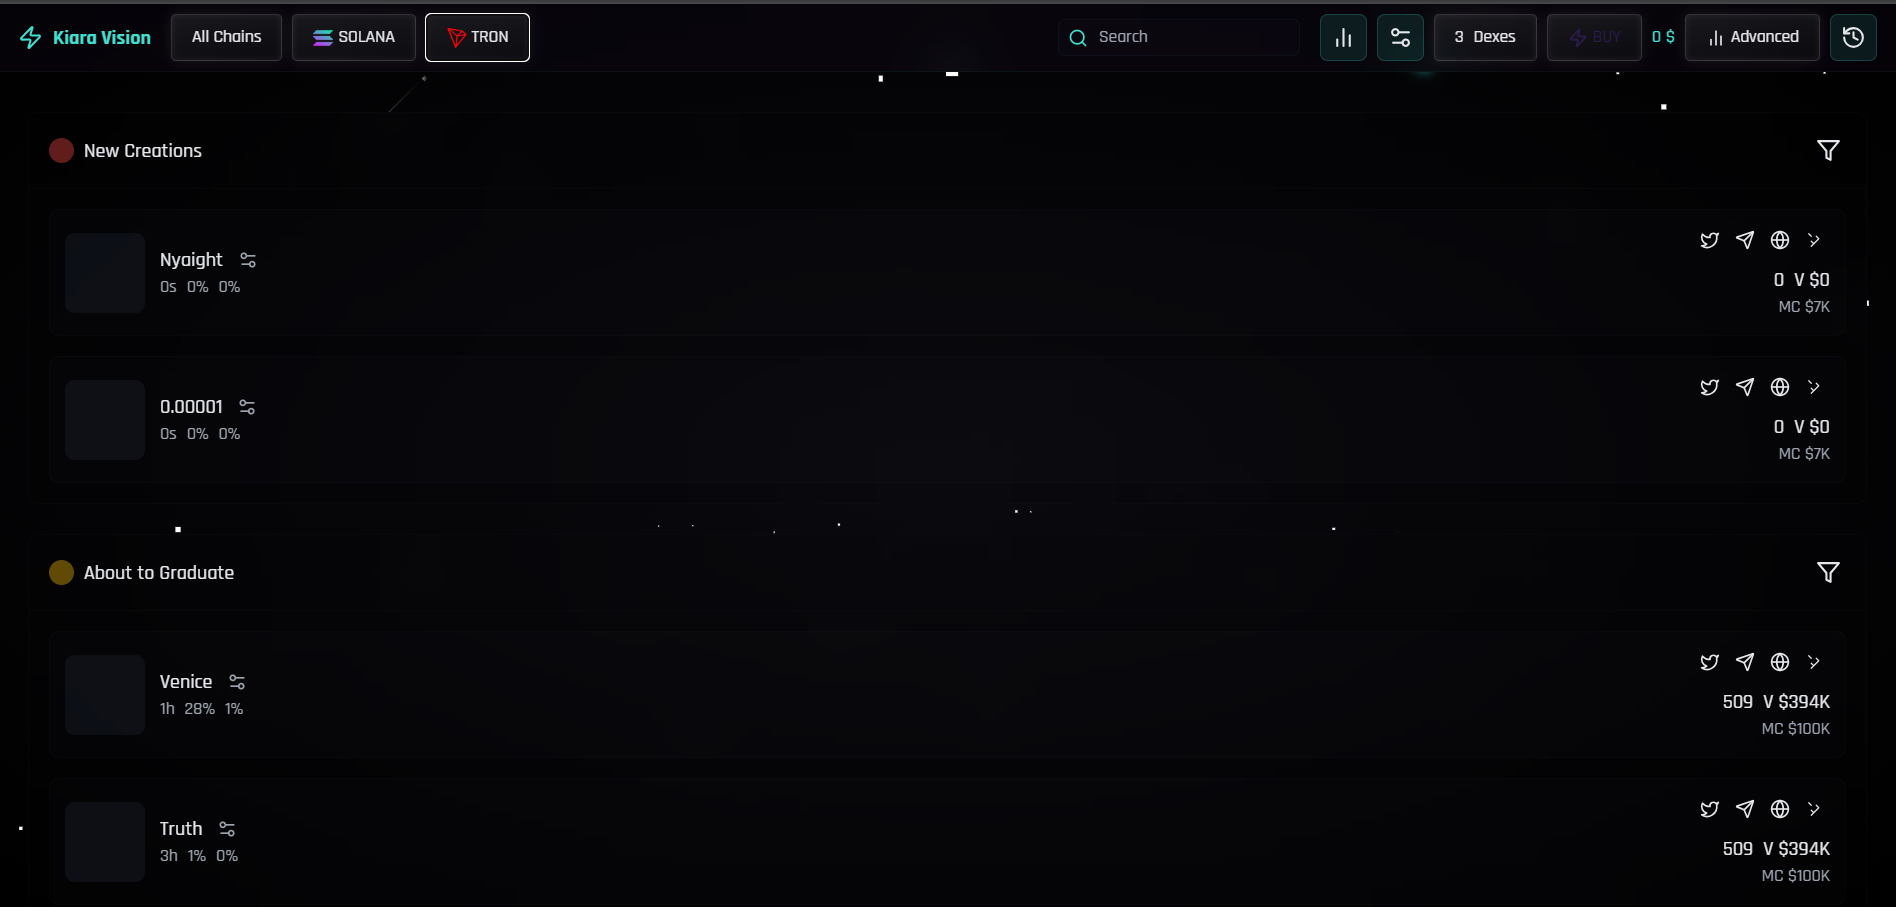 Kiara Vision
All Chains
SOLANA
TRON
Search
3 Dexes
BUY
0 $
Advanced
New Creations
Nyaight
0s 0% 0%
0 V $0
MC $7K
0.00001
0s 0% 0%
0 V $0
MC $7K
About to Graduate
Venice
1h 28% 1%
509 V $394K
MC $100K
Truth
3h 1% 0%
509 V $394K
MC $100K